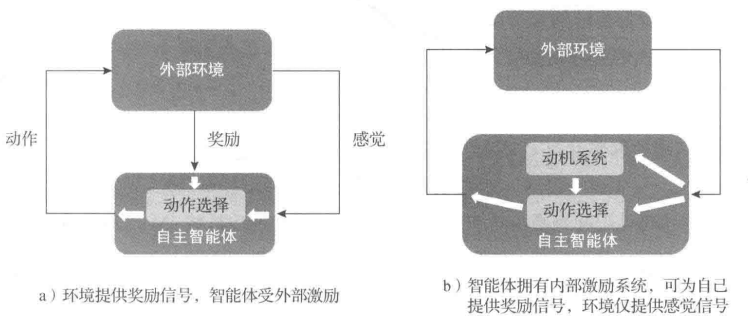 外部环境
动作
奖励
感觉
动作选择
自主智能体
a）环境提供奖励信号，智能体受外部激励
外部环境
动机系统
动作选择
自主智能体
b）智能体拥有内部激励系统，可为自己
提供奖励信号，环境仅提供感觉信号